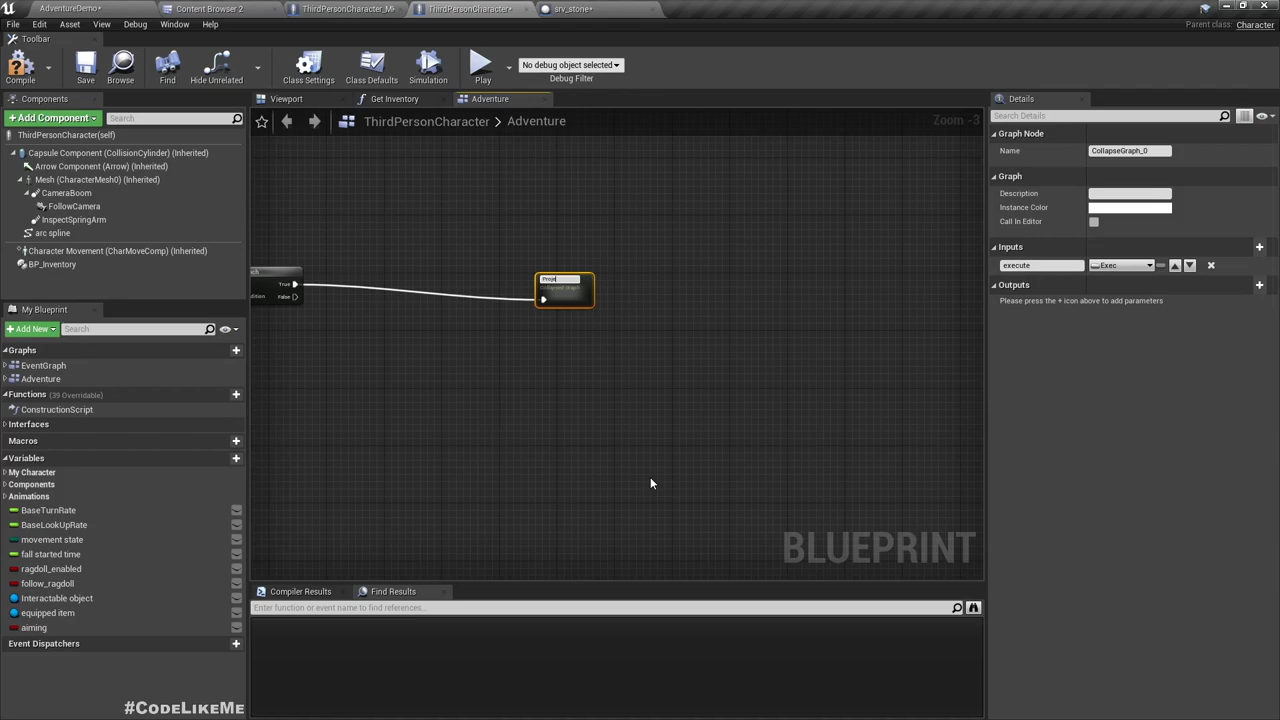 AdventureDemo*
Content Browser 2
ThirdPersonCharacter_M
ThirdPersonCharacter*
srv_stone*
File Edit Asset View Debug Window Help
Parent class: Character
Toolbar
Compile
Save
Browse
Find
Hide Unrelated
Class Settings
Class Defaults
Simulation
Play
No debug object selected
Debug Filter
Components
+ Add Component
Search
ThirdPersonCharacter(self)
Capsule Component (CollisionCylinder) (Inherited)
Arrow Component (Arrow) (Inherited)
Mesh (CharacterMesh0) (Inherited)
CameraBoom
FollowCamera
InspectSpringArm
arc spline
Character Movement (CharMoveComp) (Inherited)
BP_Inventory
My Blueprint
+ Add New
Search
Graphs
EventGraph
Adventure
Functions (39 Overridable)
ConstructionScript
Interfaces
Macros
Variables
My Character
Components
Animations
BaseTurnRate
BaseLookUpRate
movement state
fall started time
ragdoll_enabled
follow_ragdoll
Interactable object
equipped item
aiming
Event Dispatchers
#CodeLikeMe
Viewport
Get Inventory
Adventure
ThirdPersonCharacter > Adventure
Zoom -3
True
False
Proje
Collapsed Graph
BLUEPRINT
Compiler Results
Find Results
Enter function or event name to find references...
Details
Search Details
Graph Node
Name CollapseGraph_0
Graph
Description
Instance Color
Call In Editor
Inputs
execute Exec
Outputs
Please press the + icon above to add parameters